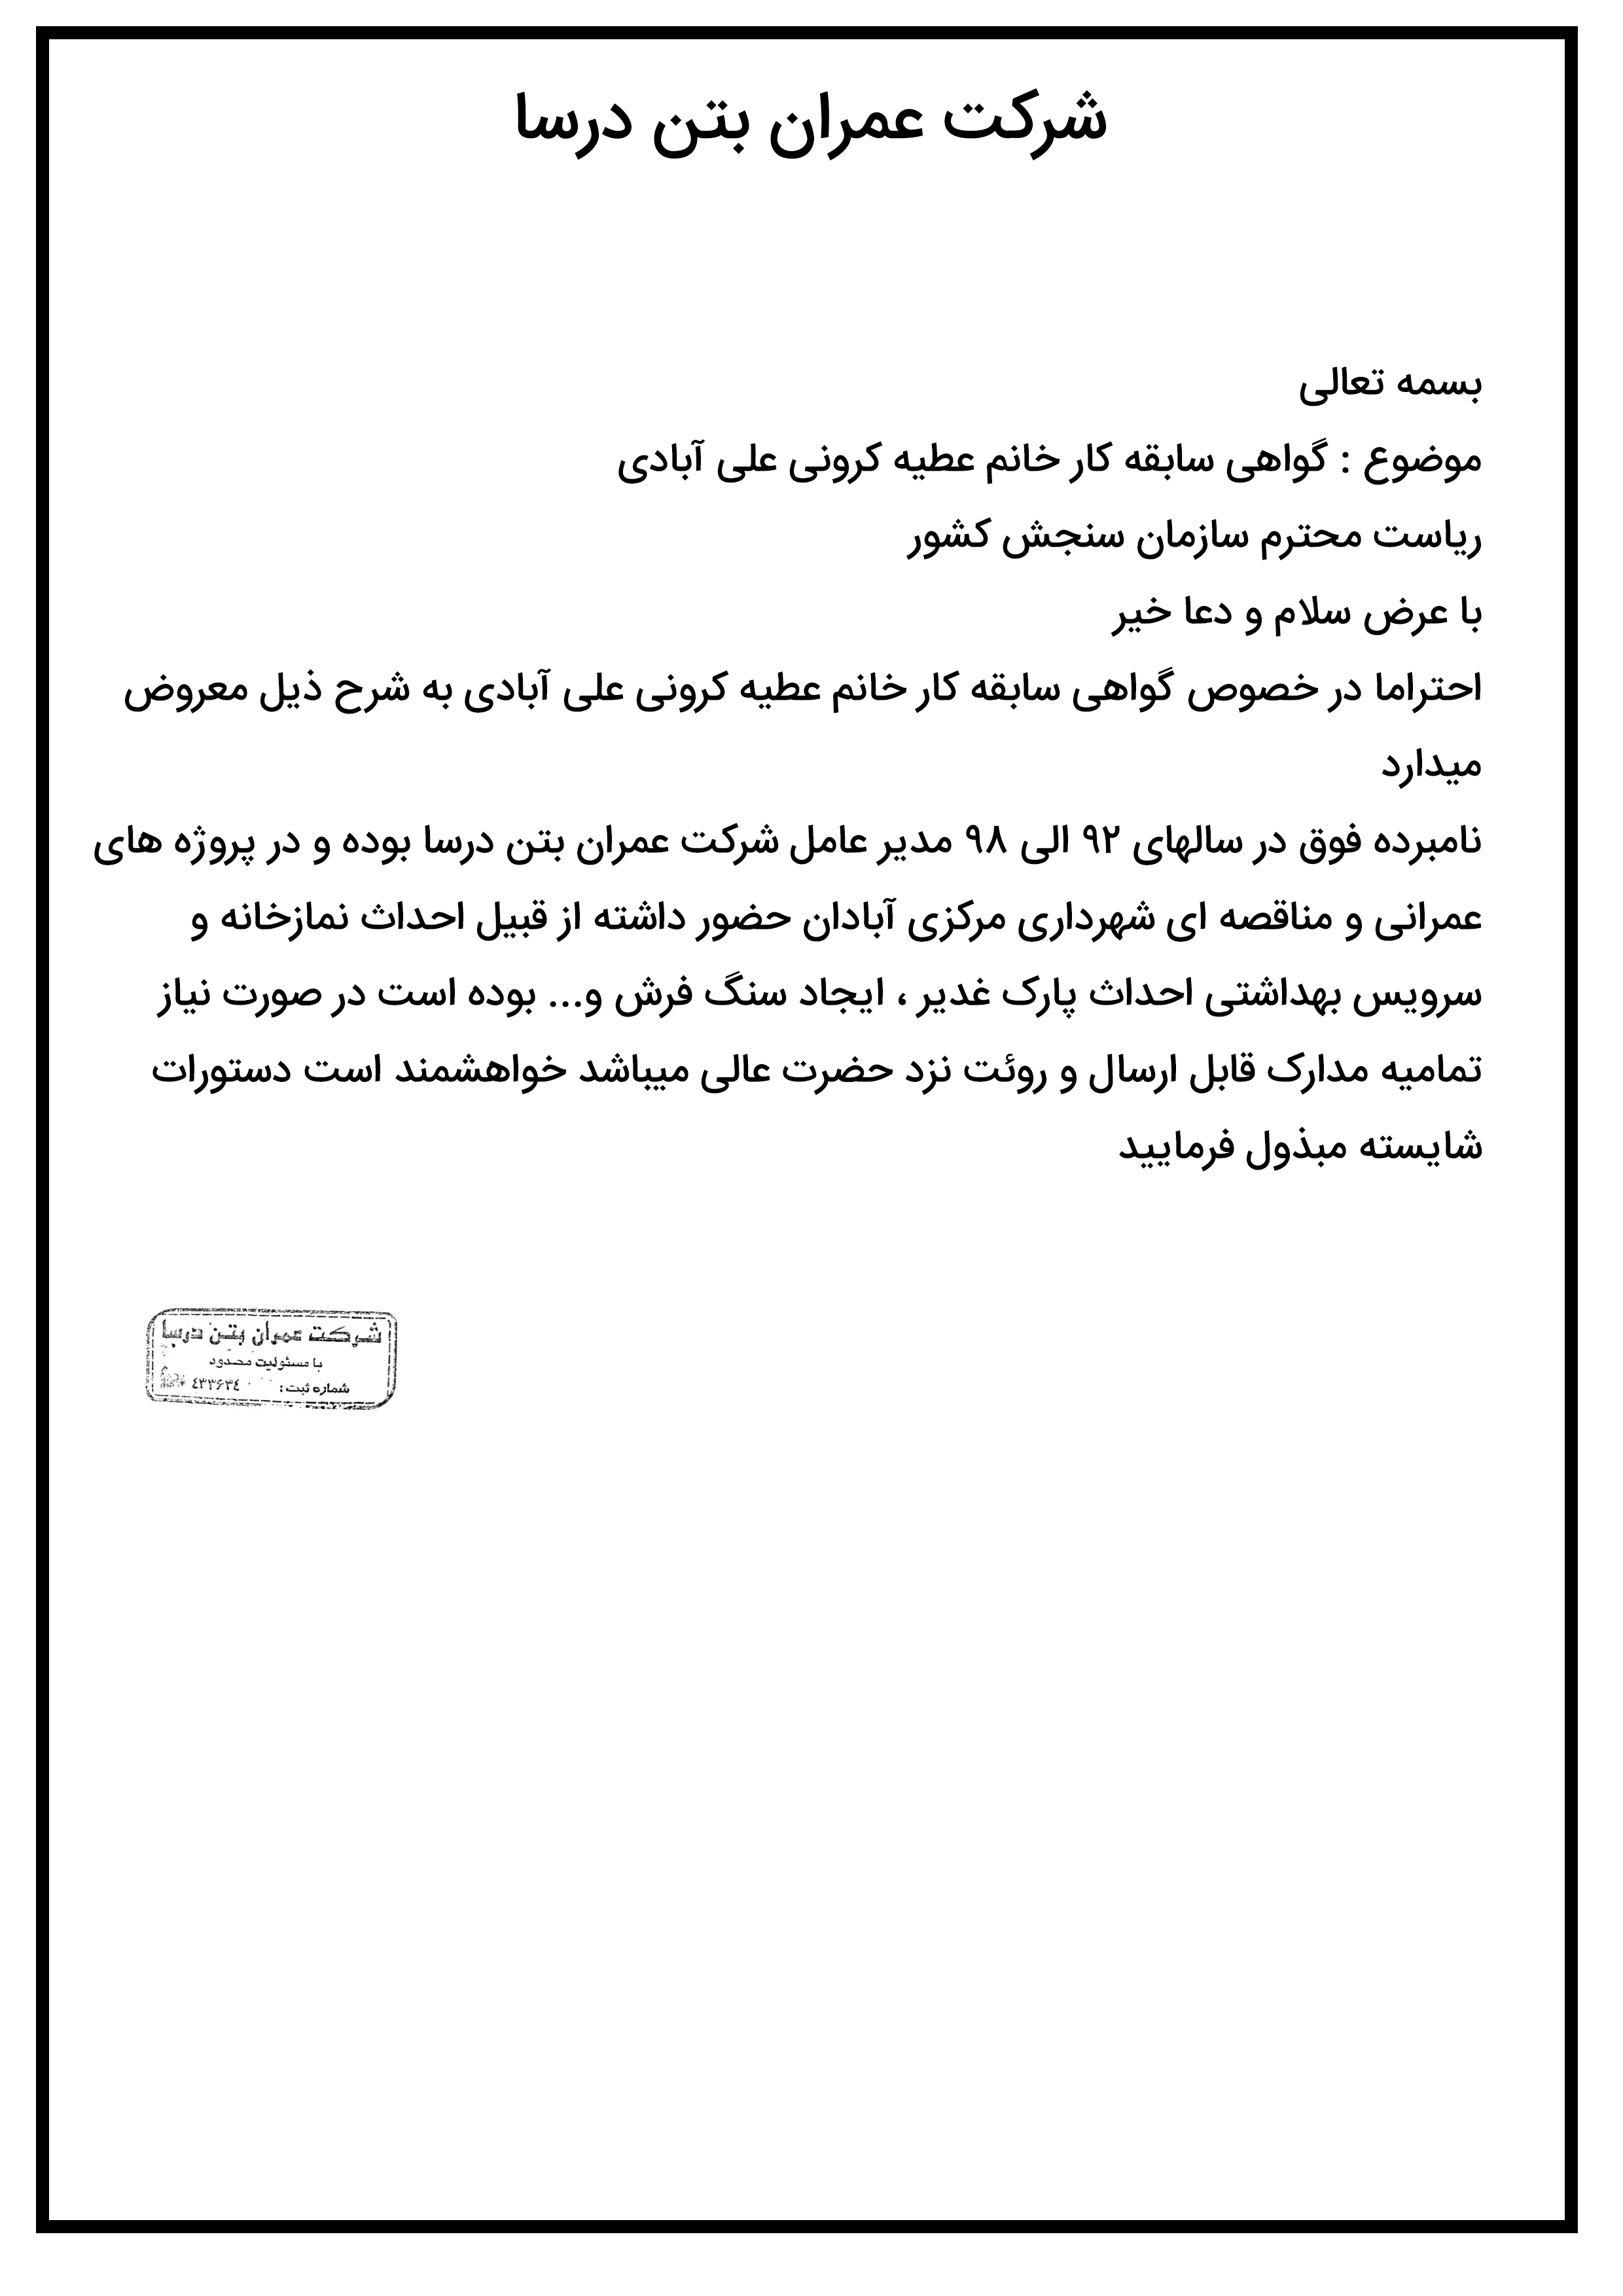 شرکت عمران بتن درسا
بسمه تعالی
موضوع : گواهی سابقه کار خانم عطیه کرونی علی آبادی
ریاست محترم سازمان سنجش کشور
با عرض سلام و دعا خیر
احتراما در خصوص گواهی سابقه کار خانم عطیه کرونی علی آبادی به شرح ذیل معروض
میدارد
نامبرده فوق در سالهای ۹۲ الی ۹۸ مدیر عامل شرکت عمران بتن درسا بوده و در پروژه های
عمرانی و مناقصه ای شهرداری مرکزی آبادان حضور داشته از قبیل احداث نمازخانه و
سرویس بهداشتی احداث پارک غدیر ، ایجاد سنگ فرش و... بوده است در صورت نیاز
تمامیه مدارک قابل ارسال و روئت نزد حضرت عالی میباشد خواهشمند است دستورات
شایسته مبذول فرمایید
شرکت عمران بتن درسا
با مسئولیت محدود
شماره ثبت :